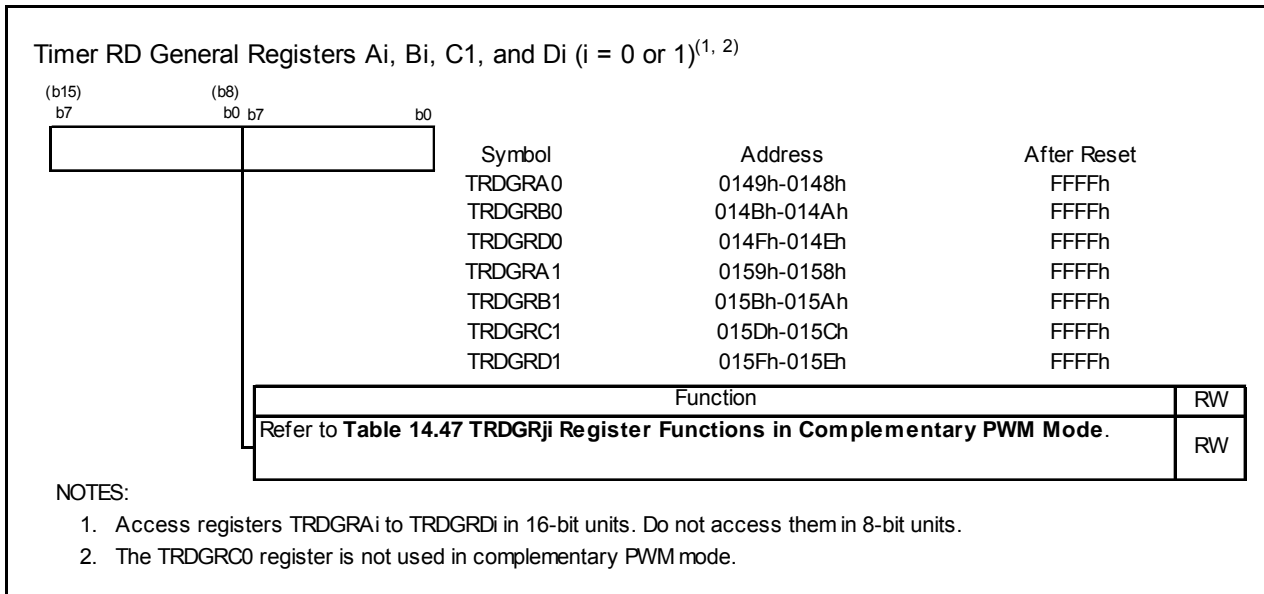 Timer RD General Registers Ai, Bi, C1, and Di (i = 0 or 1)(1, 2)
(b15) (b8)
b7 b0 b7 b0
Symbol Address After Reset
TRDGRA0 0149h-0148h FFFFh
TRDGRB0 014Bh-014Ah FFFFh
TRDGRD0 014Fh-014Eh FFFFh
TRDGRA1 0159h-0158h FFFFh
TRDGRB1 015Bh-015Ah FFFFh
TRDGRC1 015Dh-015Ch FFFFh
TRDGRD1 015Fh-015Eh FFFFh
Function RW
Refer to Table 14.47 TRDGRji Register Functions in Complementary PWM Mode.
RW
NOTES:
1. Access registers TRDGRAi to TRDGRDi in 16-bit units. Do not access them in 8-bit units.
2. The TRDGRC0 register is not used in complementary PWM mode.